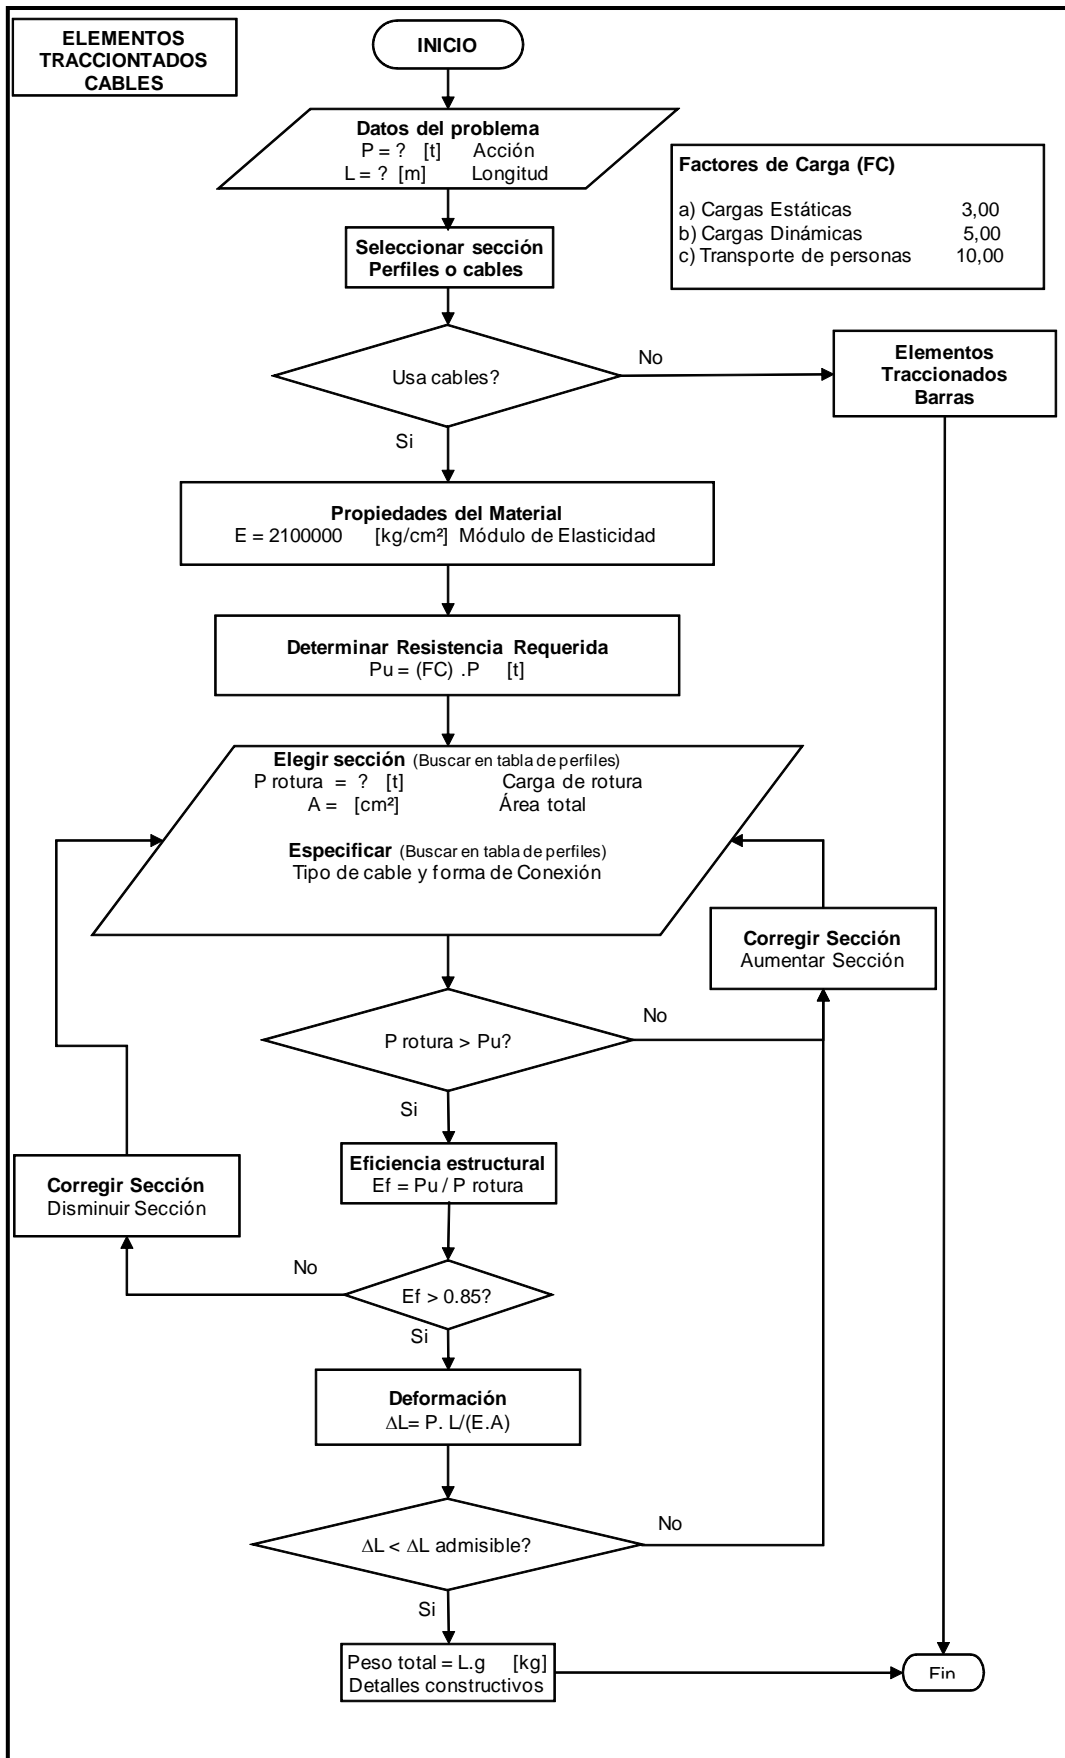 ELEMENTOS
TRACCIONTADOS
CABLES
INICIO
Datos del problema
P = ? [t] Acción
L = ? [m] Longitud
Factores de Carga (FC)
a) Cargas Estáticas 3,00
b) Cargas Dinámicas 5,00
c) Transporte de personas 10,00
Seleccionar sección
Perfiles o cables
Usa cables?
No
Elementos
Traccionados
Barras
Si
Propiedades del Material
E = 2100000 [kg/cm²] Módulo de Elasticidad
Determinar Resistencia Requerida
Pu = (FC) .P [t]
Elegir sección (Buscar en tabla de perfiles)
P rotura = ? [t] Carga de rotura
A = [cm²] Área total
Especificar (Buscar en tabla de perfiles)
Tipo de cable y forma de Conexión
Corregir Sección
Aumentar Sección
P rotura > Pu?
No
Si
Eficiencia estructural
Ef = Pu / P rotura
Corregir Sección
Disminuir Sección
No
Ef > 0.85?
Si
Deformación
ΔL= P. L/(E.A)
ΔL < ΔL admisible?
No
Si
Peso total = L.g [kg]
Detalles constructivos
Fin